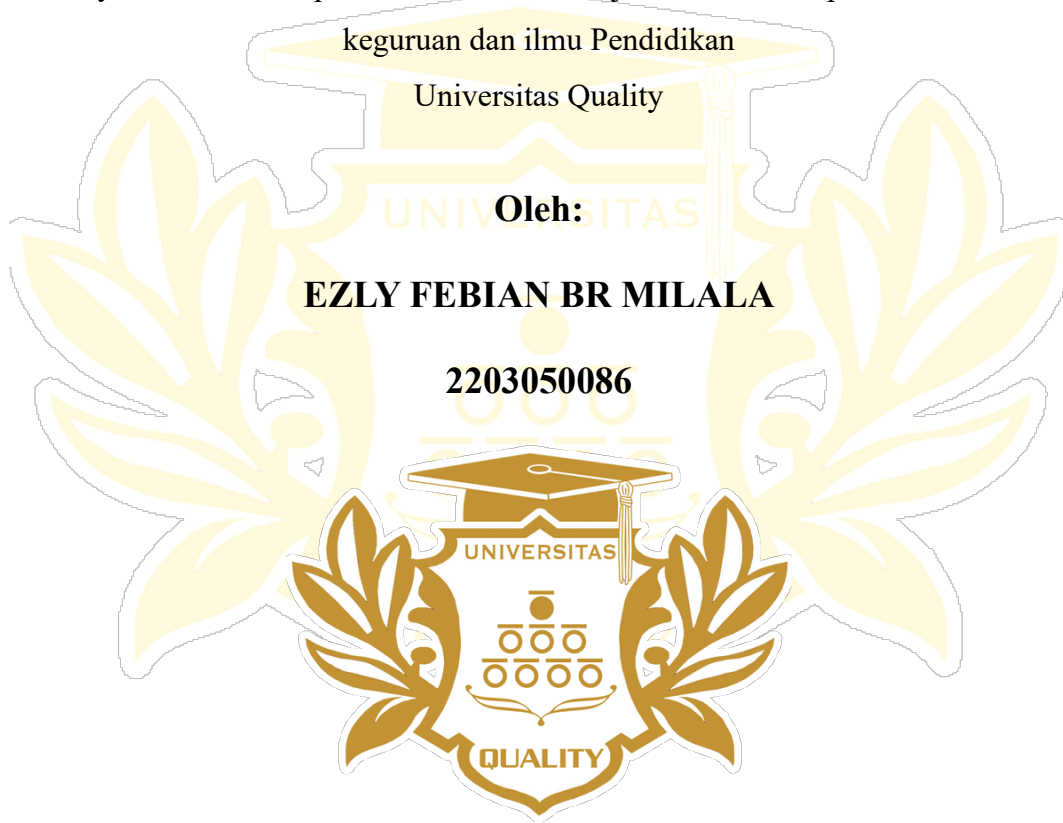 keguruan dan ilmu Pendidikan
Universitas Quality
Oleh:
EZLY FEBIAN BR MILALA
2203050086
UNIVERSITAS
QUALITY